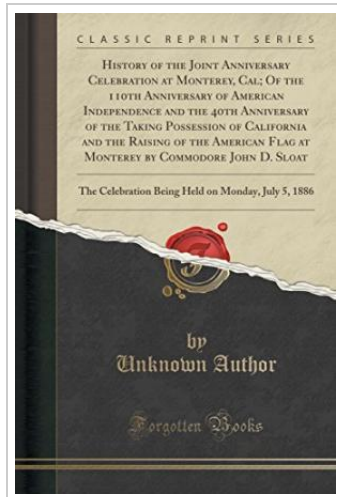 CLASSIC REPRINT SERIES
HISTORY OF THE JOINT ANNIVERSARY
CELEBRATION AT MONTEREY, CAL; OF THE
110TH ANNIVERSARY OF AMERICAN
INDEPENDENCE AND THE 40TH ANNIVERSARY
OF THE TAKING POSSESSION OF CALIFORNIA
AND THE RAISING OF THE AMERICAN FLAG AT
MONTEREY BY COMMODORE JOHN D. SLOAT
The Celebration Being Held on Monday, July 5, 1886
F
by
Unknown Author
Forgotten Books